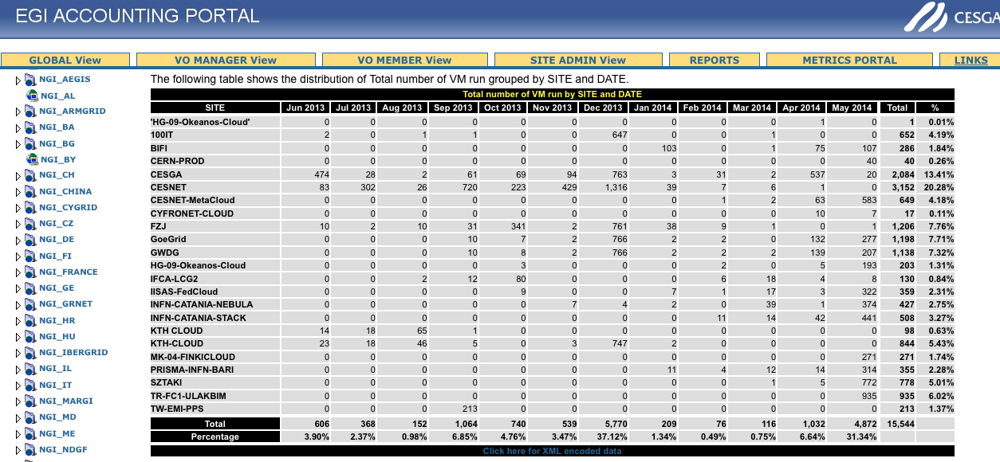 EGI ACCOUNTING PORTAL
CESGA
GLOBAL View VO MANAGER View VO MEMBER View SITE ADMIN View REPORTS METRICS PORTAL LINKS
NGI_AEGIS
NGI_AL
NGI_ARMGRID
NGI_BA
NGI_BG
NGI_BY
NGI_CH
NGI_CHINA
NGI_CYGRID
NGI_CZ
NGI_DE
NGI_FI
NGI_FRANCE
NGI_GE
NGI_GRNET
NGI_HR
NGI_HU
NGI_IBERGRID
NGI_IL
NGI_IT
NGI_MARGI
NGI_MD
NGI_ME
NGI_NDGF
The following table shows the distribution of Total number of VM run grouped by SITE and DATE.
Total number of VM run by SITE and DATE
SITE Jun 2013 Jul 2013 Aug 2013 Sep 2013 Oct 2013 Nov 2013 Dec 2013 Jan 2014 Feb 2014 Mar 2014 Apr 2014 May 2014 Total %
'HG-09-Okeanos-Cloud' 0 0 0 0 0 0 0 0 0 0 1 0 1 0.01%
100IT 2 0 1 1 0 0 647 0 0 1 0 0 652 4.19%
BIFI 0 0 0 0 0 0 0 103 0 1 75 107 286 1.84%
CERN-PROD 0 0 0 0 0 0 0 0 0 0 0 40 40 0.26%
CESGA 474 28 2 61 69 94 763 3 31 2 537 20 2,084 13.41%
CESNET 83 302 26 720 223 429 1,316 39 7 6 1 0 3,152 20.28%
CESNET-MetaCloud 0 0 0 0 0 0 0 0 1 2 63 583 649 4.18%
CYFRONET-CLOUD 0 0 0 0 0 0 0 0 0 0 10 7 17 0.11%
FZJ 10 2 10 31 341 2 761 38 9 1 0 1 1,206 7.76%
GoeGrid 0 0 0 10 7 2 766 2 2 0 132 277 1,198 7.71%
GWDG 0 0 0 10 8 2 766 2 2 2 139 207 1,138 7.32%
HG-09-Okeanos-Cloud 0 0 0 0 3 0 0 0 2 0 5 193 203 1.31%
IFCA-LCG2 0 0 2 12 80 0 0 0 6 18 4 8 130 0.84%
IISAS-FedCloud 0 0 0 0 9 0 0 7 1 17 3 322 359 2.31%
INFN-CATANIA-NEBULA 0 0 0 0 0 7 4 2 0 39 1 374 427 2.75%
INFN-CATANIA-STACK 0 0 0 0 0 0 0 0 11 14 42 441 508 3.27%
KTH CLOUD 14 18 65 1 0 0 0 0 0 0 0 0 98 0.63%
KTH-CLOUD 23 18 46 5 0 3 747 2 0 0 0 0 844 5.43%
MK-04-FINKICLOUD 0 0 0 0 0 0 0 0 0 0 0 271 271 1.74%
PRISMA-INFN-BARI 0 0 0 0 0 0 0 11 4 12 14 314 355 2.28%
SZTAKI 0 0 0 0 0 0 0 0 0 1 5 772 778 5.01%
TR-FC1-ULAKBIM 0 0 0 0 0 0 0 0 0 0 0 935 935 6.02%
TW-EMI-PPS 0 0 0 213 0 0 0 0 0 0 0 0 213 1.37%
Total 606 368 152 1,064 740 539 5,770 209 76 116 1,032 4,872 15,544
Percentage 3.90% 2.37% 0.98% 6.85% 4.76% 3.47% 37.12% 1.34% 0.49% 0.75% 6.64% 31.34%
Click here for XML encoded data